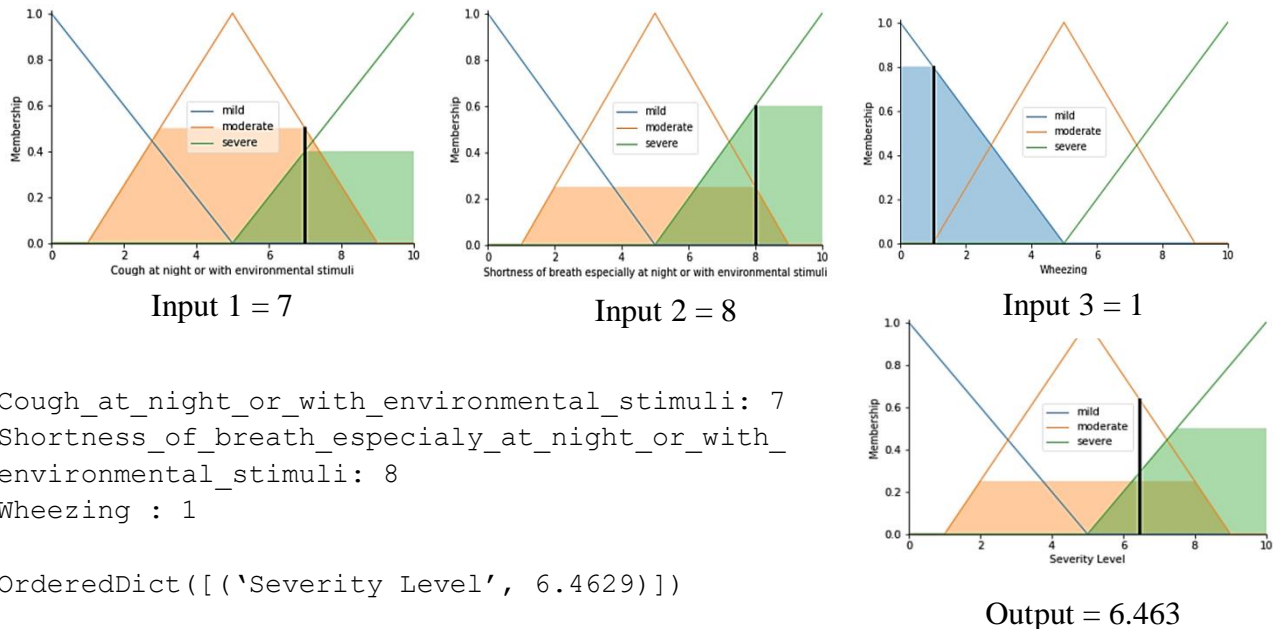 1.0
0.8
0.6
0.4
0.2
0.0
Membership
mild
moderate
severe
0 2 4 6 8 10
Cough at night or with environmental stimuli
Input 1 = 7
1.0
0.8
0.6
0.4
0.2
0.0
Membership
mild
moderate
severe
0 2 4 6 8 10
Shortness of breath especially at night or with environmental stimuli
Input 2 = 8
1.0
0.8
0.6
0.4
0.2
0.0
Membership
mild
moderate
severe
0 2 4 6 8 10
Wheezing
Input 3 = 1
Cough_at_night_or_with_environmental_stimuli: 7
Shortness_of_breath_especialy_at_night_or_with_
environmental_stimuli: 8
Wheezing : 1
OrderedDict([(‘Severity Level’, 6.4629)])
1.0
0.8
0.6
0.4
0.2
0.0
Membership
mild
moderate
severe
0 2 4 6 8 10
Severity Level
Output = 6.463